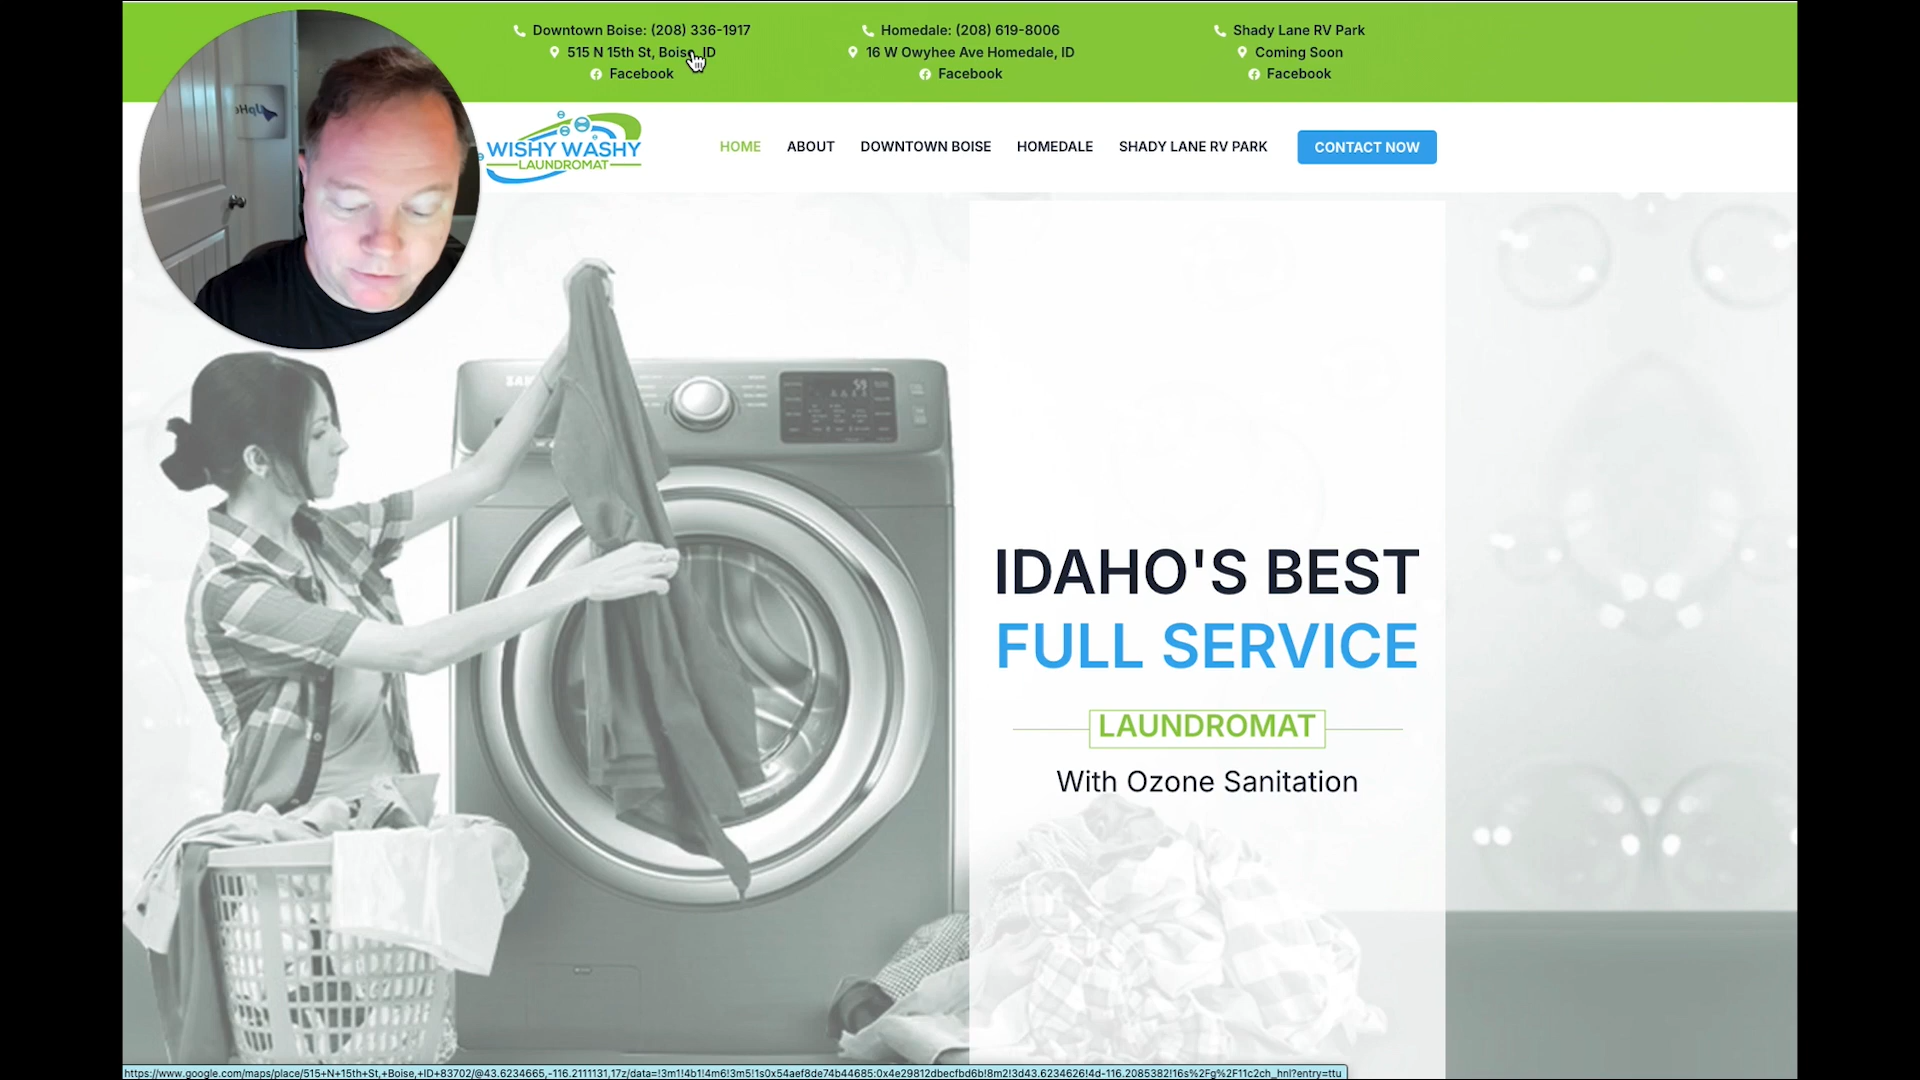 Downtown Boise: (208) 336-1917
515 N 15th St, Boise, ID
Facebook
Homedale: (208) 619-8006
16 W Owyhee Ave Homedale, ID
Facebook
Shady Lane RV Park
Coming Soon
Facebook
WISHY WASHY
LAUNDROMAT
HOME
ABOUT
DOWNTOWN BOISE
HOMEDALE
SHADY LANE RV PARK
CONTACT NOW
59
IDAHO'S BEST
FULL SERVICE
LAUNDROMAT
With Ozone Sanitation
https://www.google.com/maps/place/515+N+15th+St,+Boise,+ID+83702/@43.6234665,-116.2111131,17z/data=!3m1!4b1!4m6!3m5!1s0x54aef8de74b44685:0x4e29812dbecfbd6b!8m2!3d43.6234626!4d-116.2085382!16s%2Fg%2F11c2ch_hnl?entry=ttu